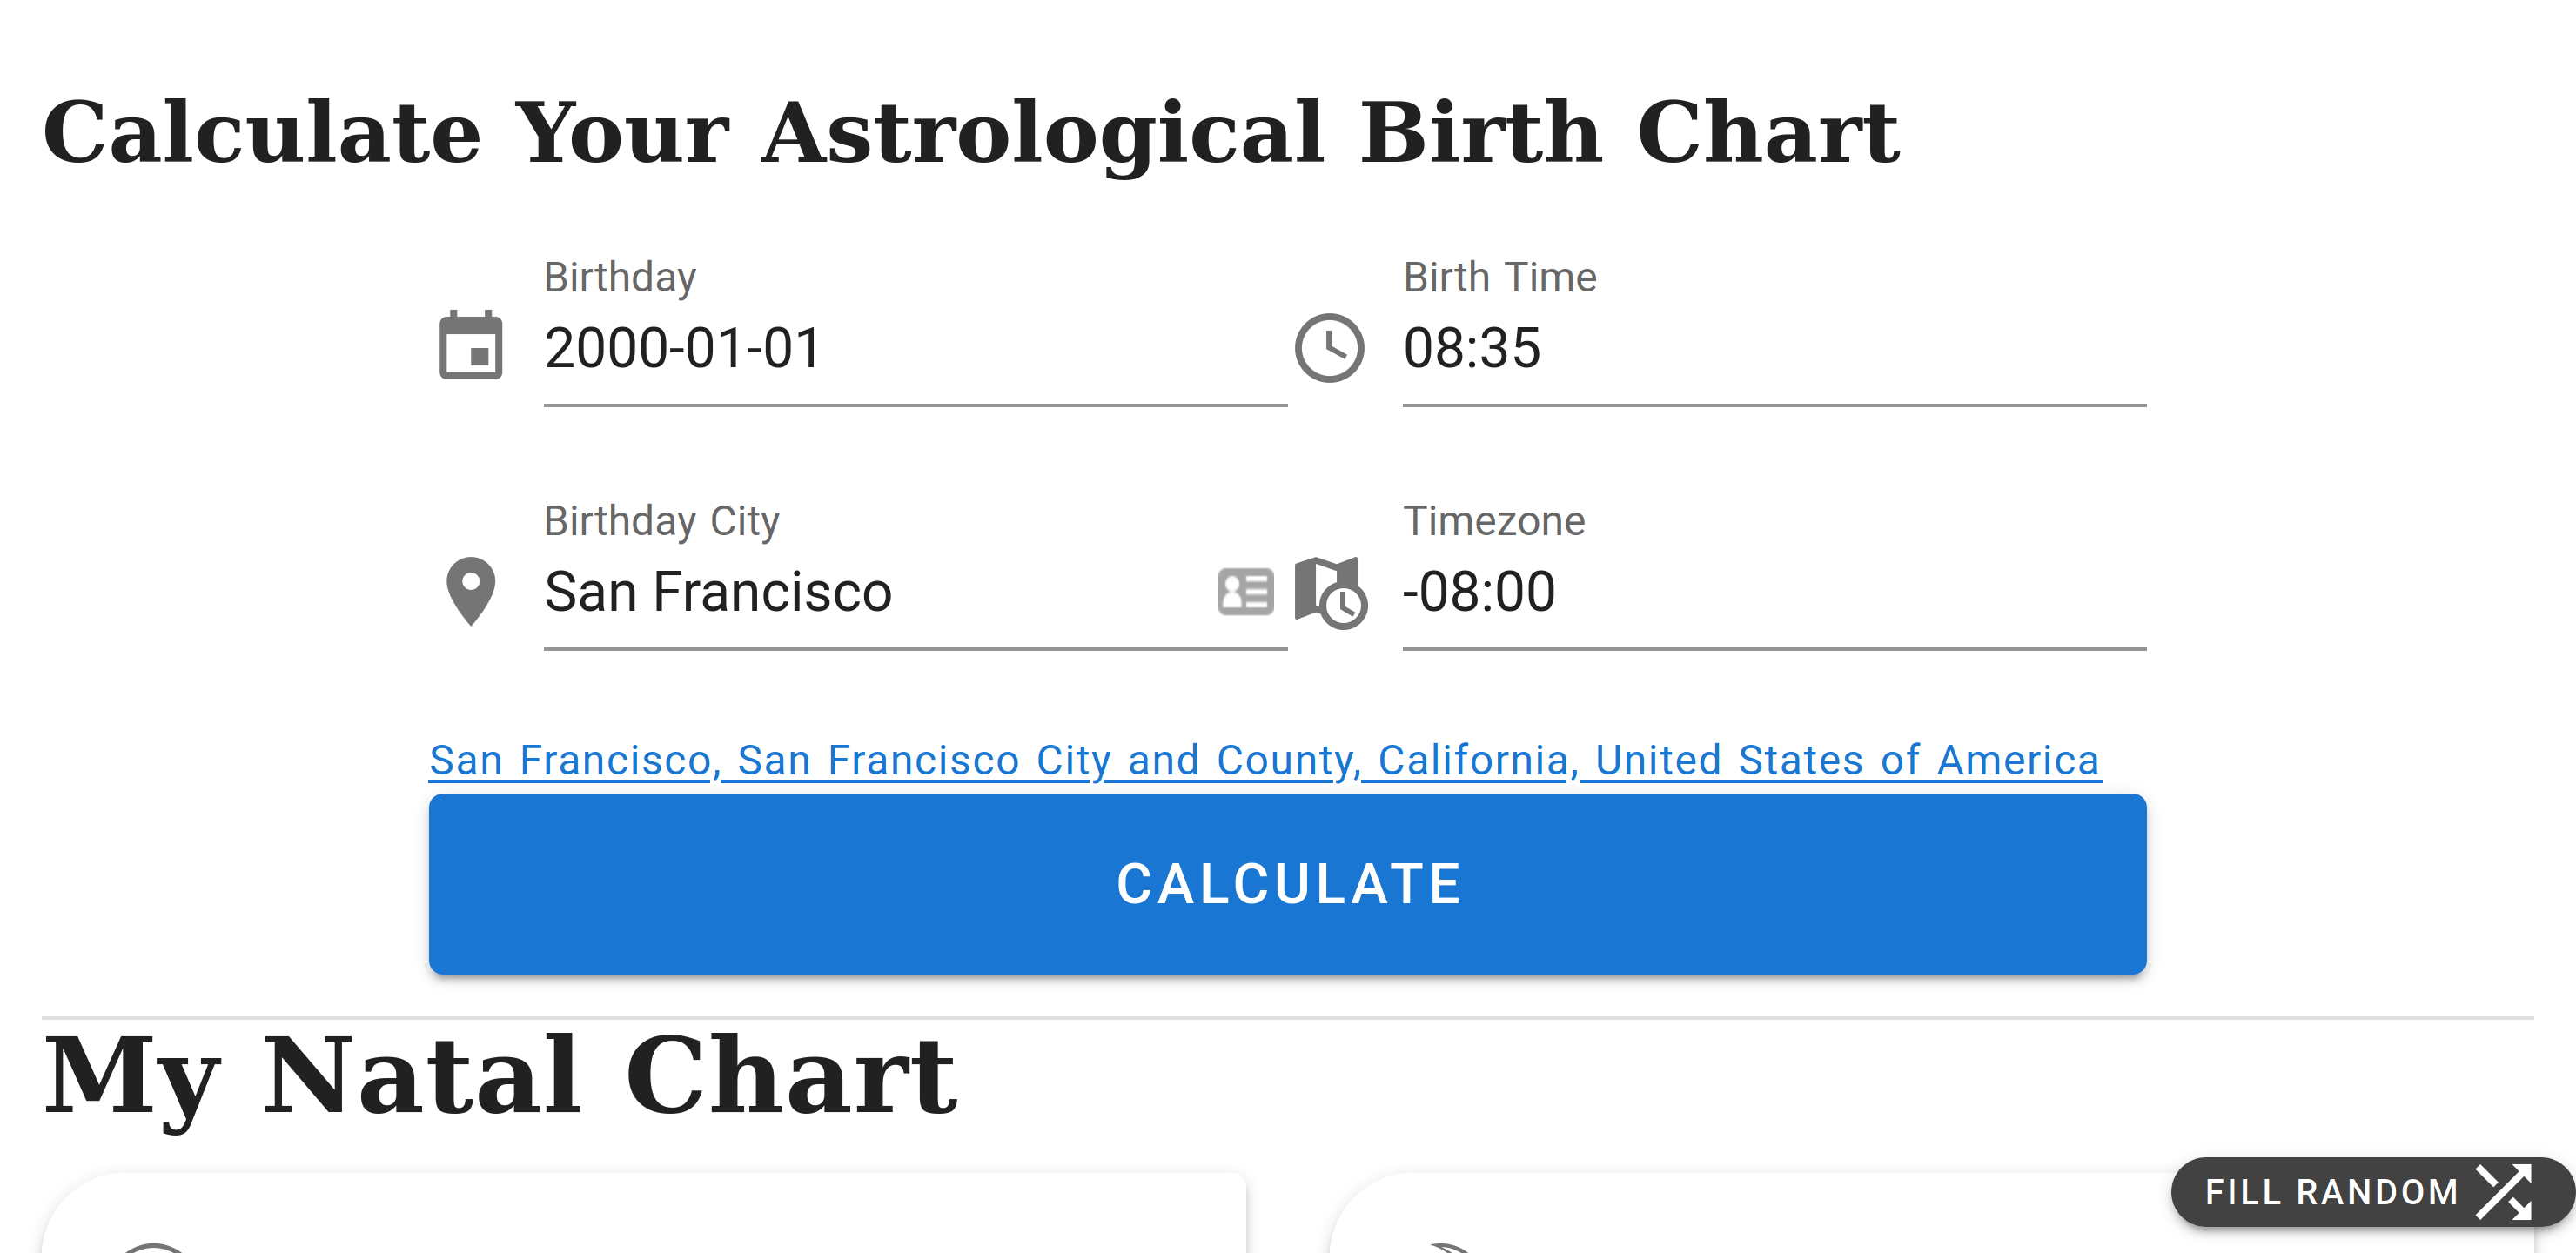 Calculate Your Astrological Birth Chart
Birthday
2000-01-01
Birth Time
08:35
Birthday City
San Francisco
Timezone
-08:00
San Francisco, San Francisco City and County, California, United States of America
CALCULATE
My Natal Chart
FILL RANDOM